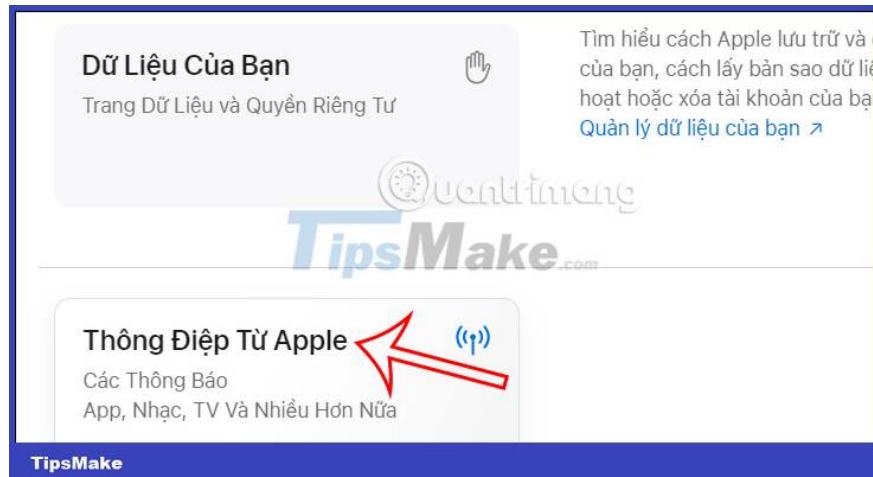 Dữ Liệu Của Bạn
Trang Dữ Liệu và Quyền Riêng Tư
Tìm hiểu cách Apple lưu trữ và
của bạn, cách lấy bản sao dữ liệ
hoạt hoặc xóa tài khoản của bạ
Quản lý dữ liệu của bạn ↗
Quantrimang
TipsMake.com
Thông Điệp Từ Apple
Các Thông Báo
App, Nhạc, TV Và Nhiều Hơn Nữa
TipsMake